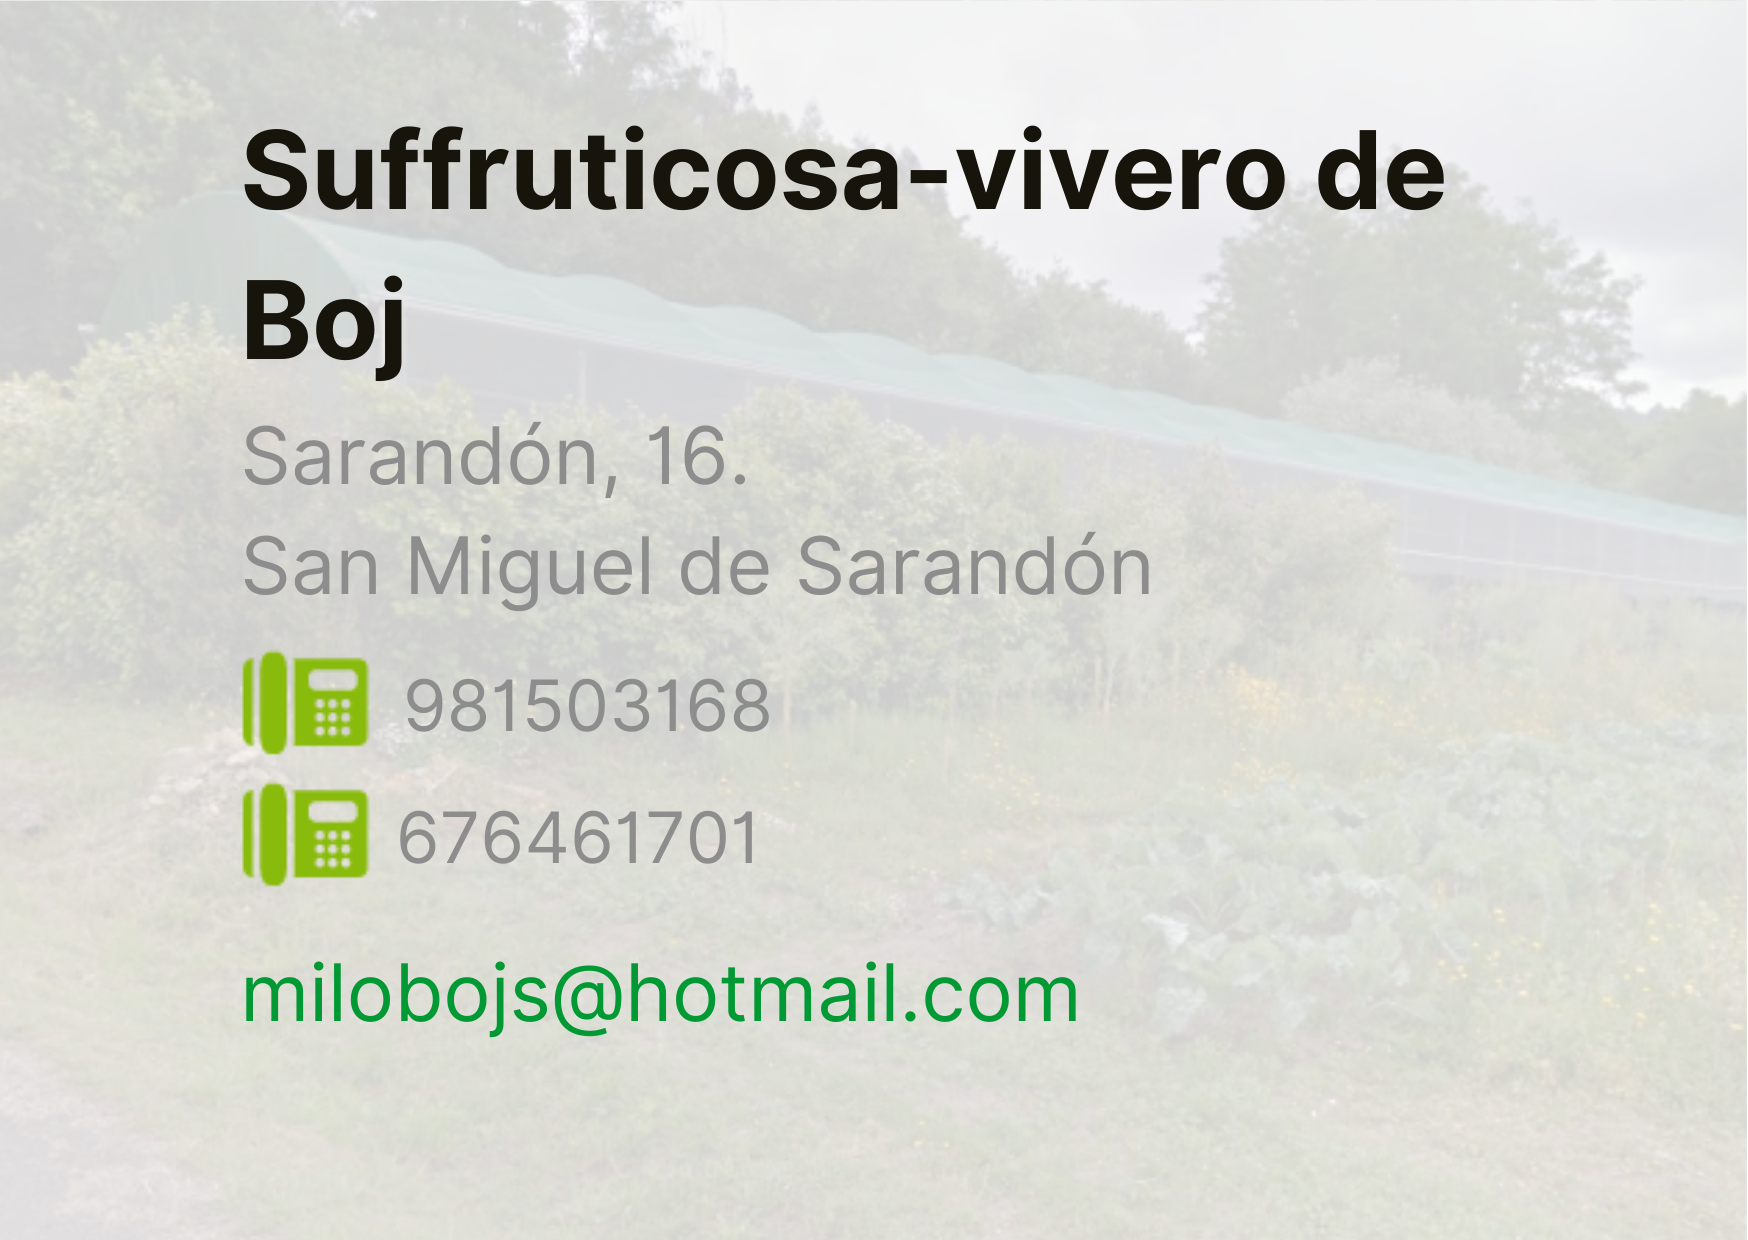 Suffruticosa-vivero de
Boj
Sarandón, 16.
San Miguel de Sarandón
981503168
676461701
milobojs@hotmail.com